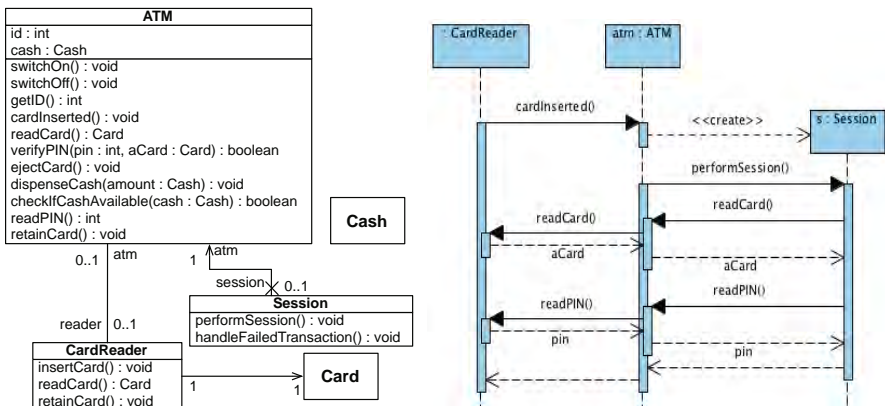 ATM
id : int
cash : Cash
switchOn() : void
switchOff() : void
getID() : int
cardInserted() : void
readCard() : Card
verifyPIN(pin : int, aCard : Card) : boolean
ejectCard() : void
dispenseCash(amount : Cash) : void
checkIfCashAvailable(cash : Cash) : boolean
readPIN() : int
retainCard() : void
Cash
0..1
atm
1
atm
session
0..1
Session
performSession() : void
handleFailedTransaction() : void
reader
0..1
CardReader
insertCard() : void
readCard() : Card
retainCard() : void
1
1
Card
: CardReader
atm : ATM
cardInserted()
<<create>>
s : Session
performSession()
readCard()
readCard()
aCard
aCard
readPIN()
readPIN()
pin
pin